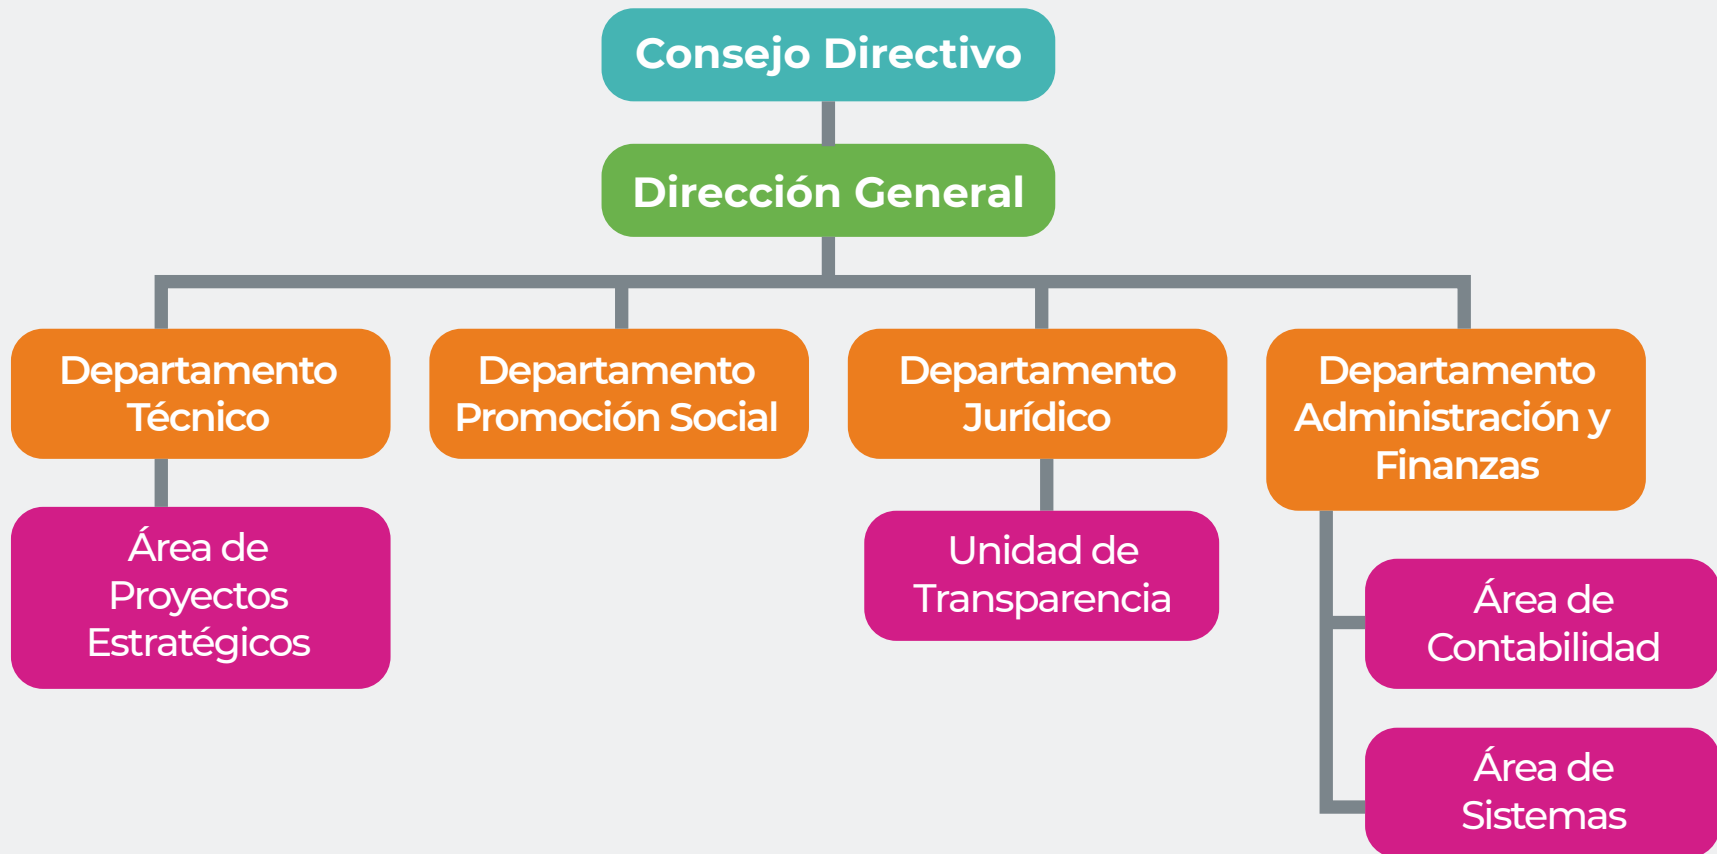 Consejo Directivo
Dirección General
Departamento
Técnico
Departamento
Promoción Social
Departamento
Jurídico
Departamento
Administración y
Finanzas
Área de
Proyectos
Estratégicos
Unidad de
Transparencia
Área de
Contabilidad
Área de
Sistemas